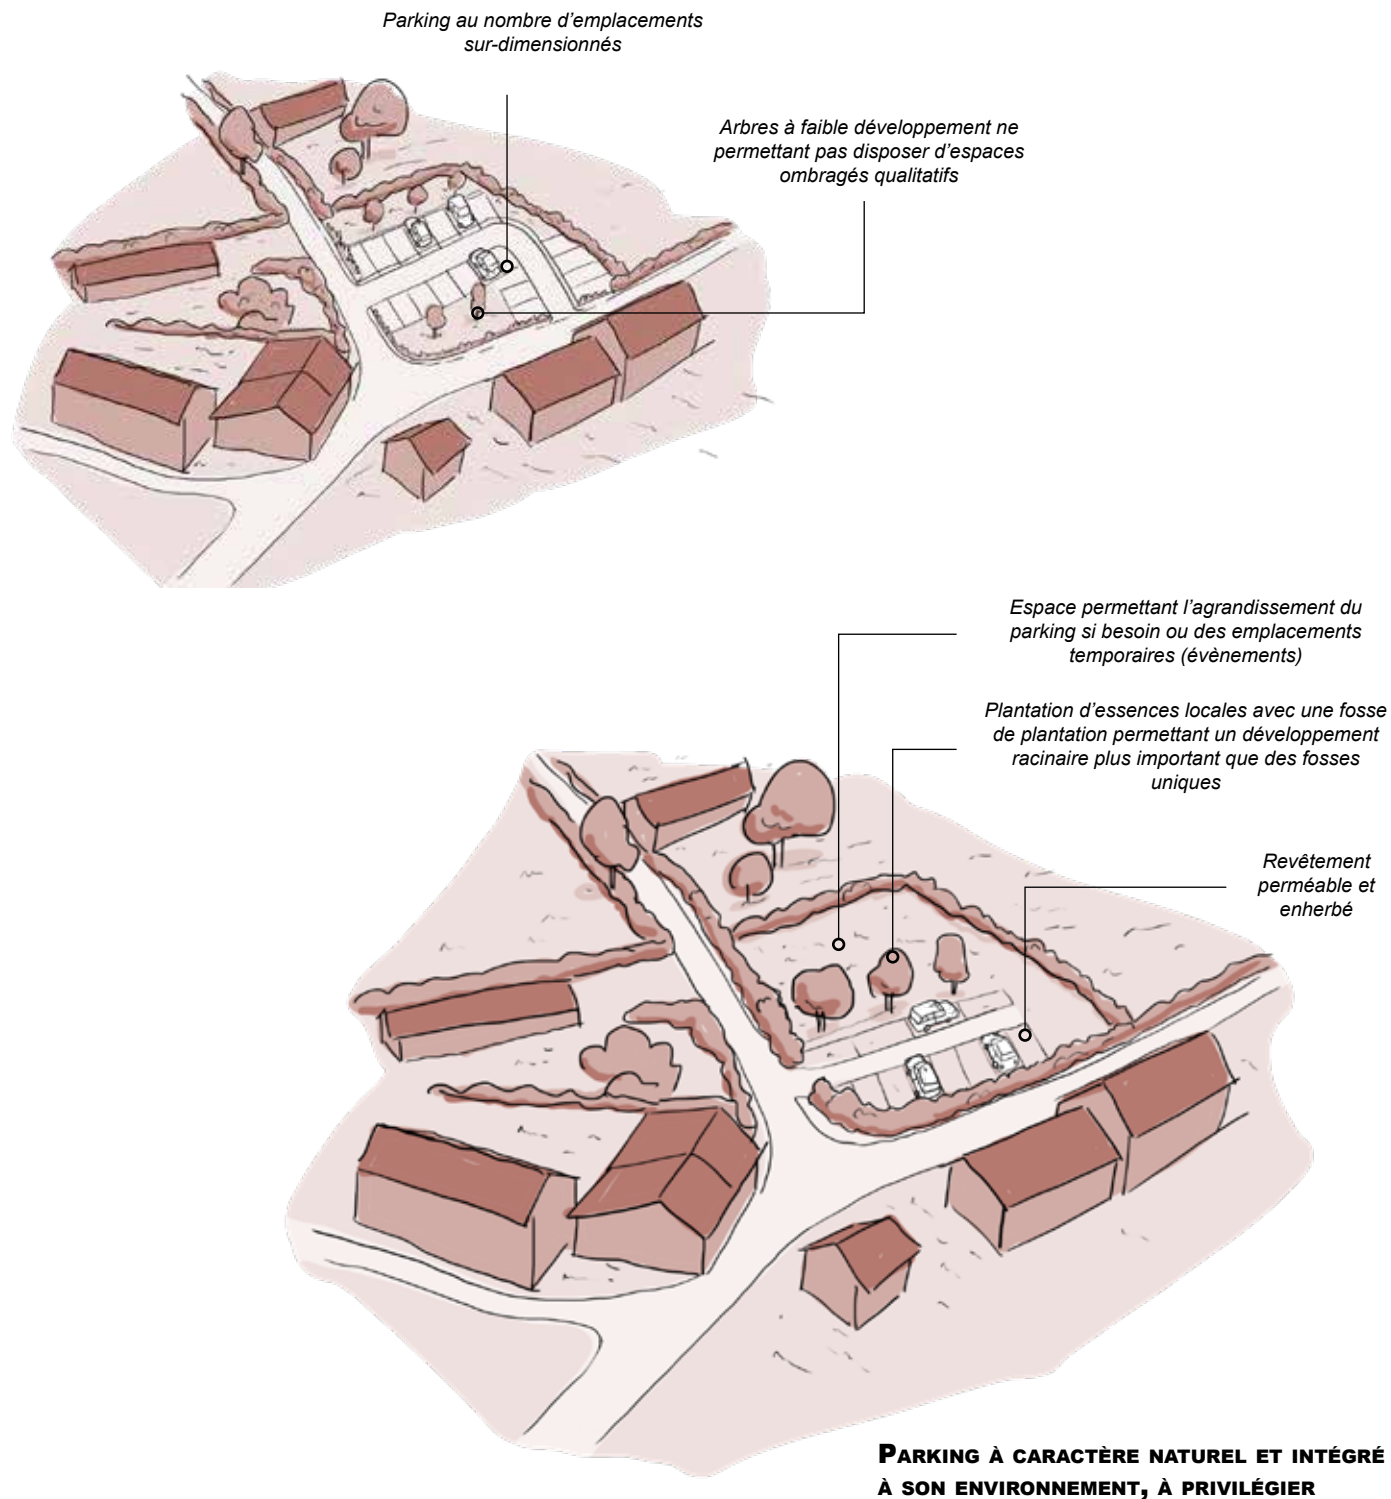 Parking au nombre d’emplacements
sur-dimensionnés
Arbres à faible développement ne
permettant pas disposer d’espaces
ombragés qualitatifs
Espace permettant l’agrandissement du
parking si besoin ou des emplacements
temporaires (évènements)
Plantation d’essences locales avec une fosse
de plantation permettant un développement
racinaire plus important que des fosses
uniques
Revêtement
perméable et
enherbé
Parking à caractère naturel et intégré
à son environnement, à privilégier